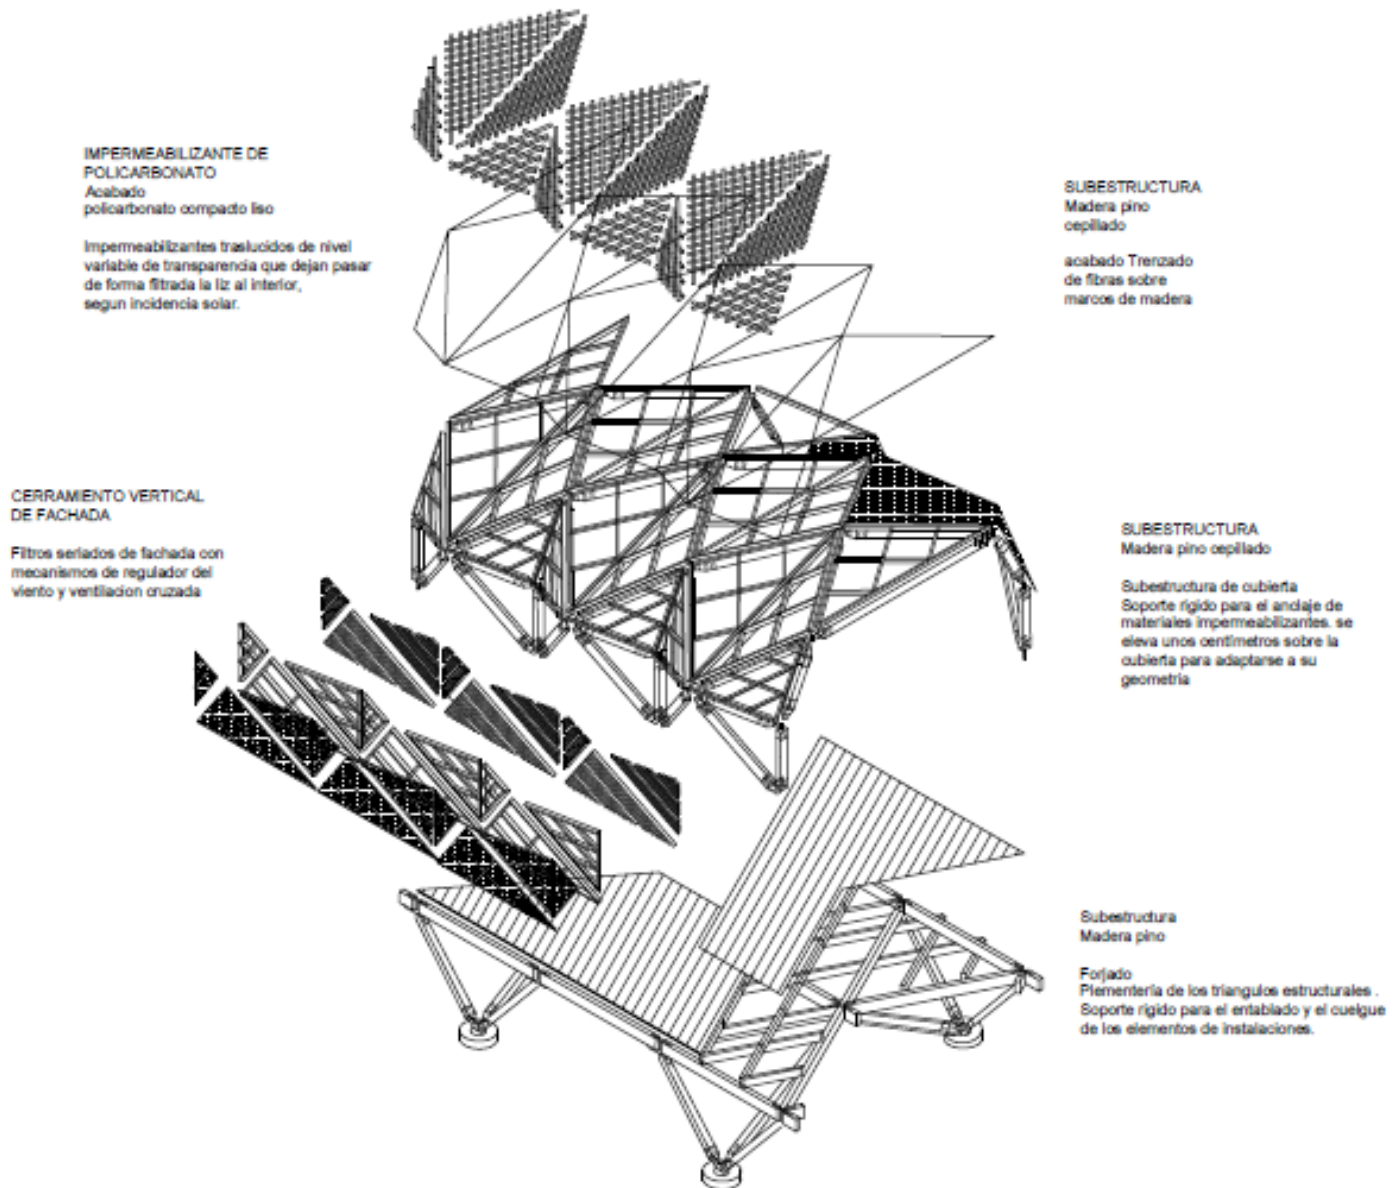 IMPERMEABILIZANTE DE
POLICARBONATO
Acabado
policarbonato compacto liso
Impermeabilizantes traslucidos de nivel
variable de transparencia que dejan pasar
de forma filtrada la liz al interior,
segun incidencia solar.
SUBESTRUCTURA
Madera pino
cepillado
acabado Trenzado
de fibras sobre
marcos de madera
CERRAMIENTO VERTICAL
DE FACHADA
Filtros seriados de fachada con
mecanismos de regulador del
viento y ventilacion cruzada
SUBESTRUCTURA
Madera pino cepillado
Subestructura de cubierta
Soporte rigido para el anclaje de
materiales impermeabilizantes. se
eleva unos centimetros sobre la
cubierta para adaptarse a su
geometria
Subestructura
Madera pino
Forjado
Plementería de los triangulos estructurales .
Soporte rigido para el entablado y el cuelgue
de los elementos de instalaciones.